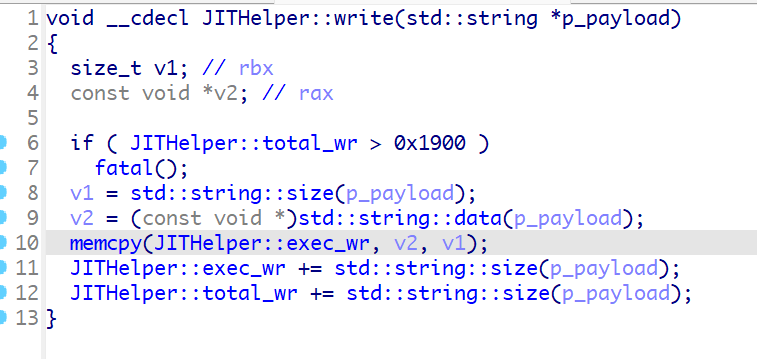 1 void __cdecl JITHelper::write(std::string *p_payload)
2 {
3   size_t v1; // rbx
4   const void *v2; // rax
5
6   if ( JITHelper::total_wr > 0x1900 )
7     fatal();
8   v1 = std::string::size(p_payload);
9   v2 = (const void *)std::string::data(p_payload);
10   memcpy(JITHelper::exec_wr, v2, v1);
11   JITHelper::exec_wr += std::string::size(p_payload);
12   JITHelper::total_wr += std::string::size(p_payload);
13 }